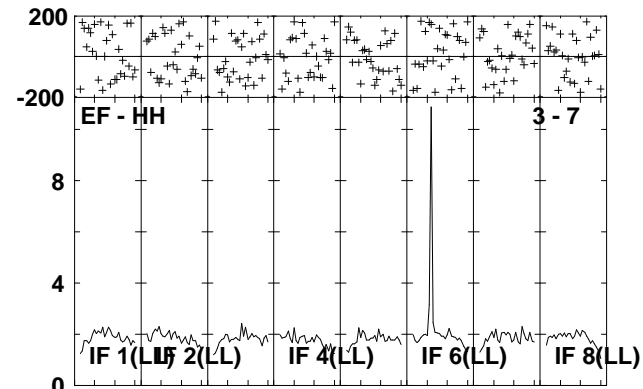 200
-200
EF - HH 3 - 7
8
4
IF 1(LL) IF 2(LL) IF 4(LL) IF 6(LL) IF 8(LL)
0